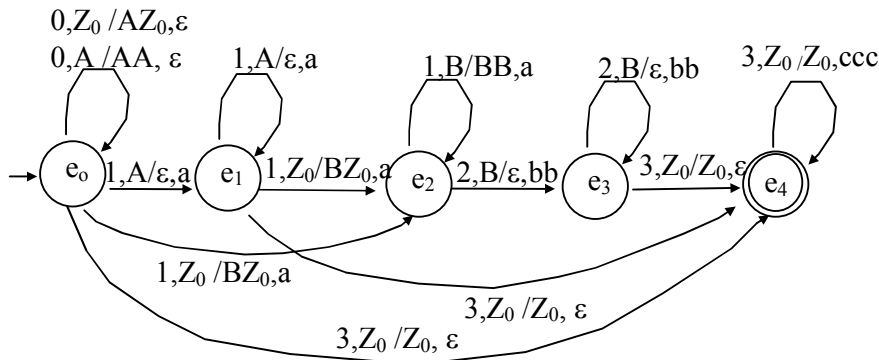 0,Z₀ /AZ₀,ε
0,A /AA, ε
1,A/ε,a
1,B/BB,a
2,B/ε,bb
3,Z₀ /Z₀,ccc
eₒ
1,A/ε,a
e₁
1,Z₀/BZ₀,a
e₂
2,B/ε,bb
e₃
3,Z₀/Z₀,ε
e₄
1,Z₀ /BZ₀,a
3,Z₀ /Z₀, ε
3,Z₀ /Z₀, ε